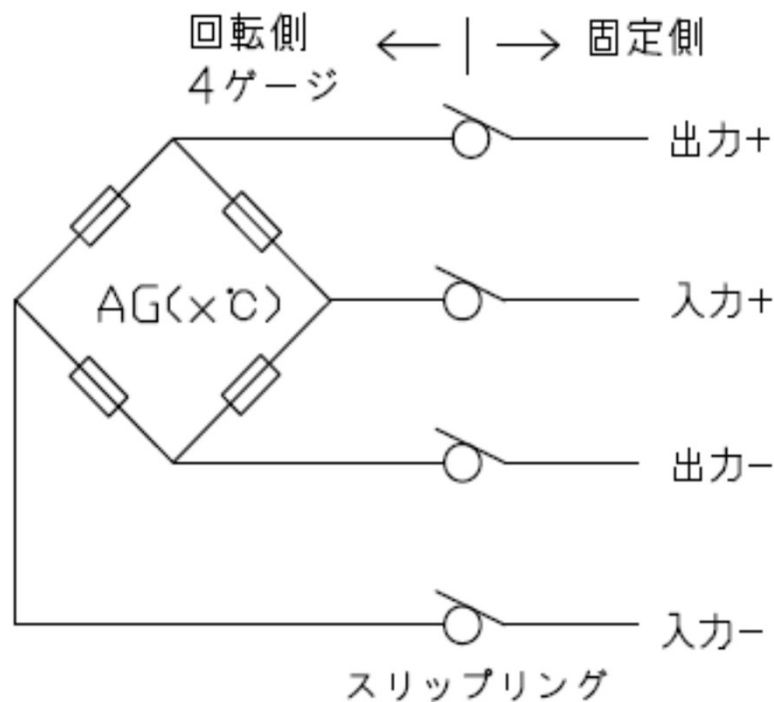 回転側
4ゲージ
固定側
出力+
入力+
AG(x℃)
出力-
入力-
スリップリング